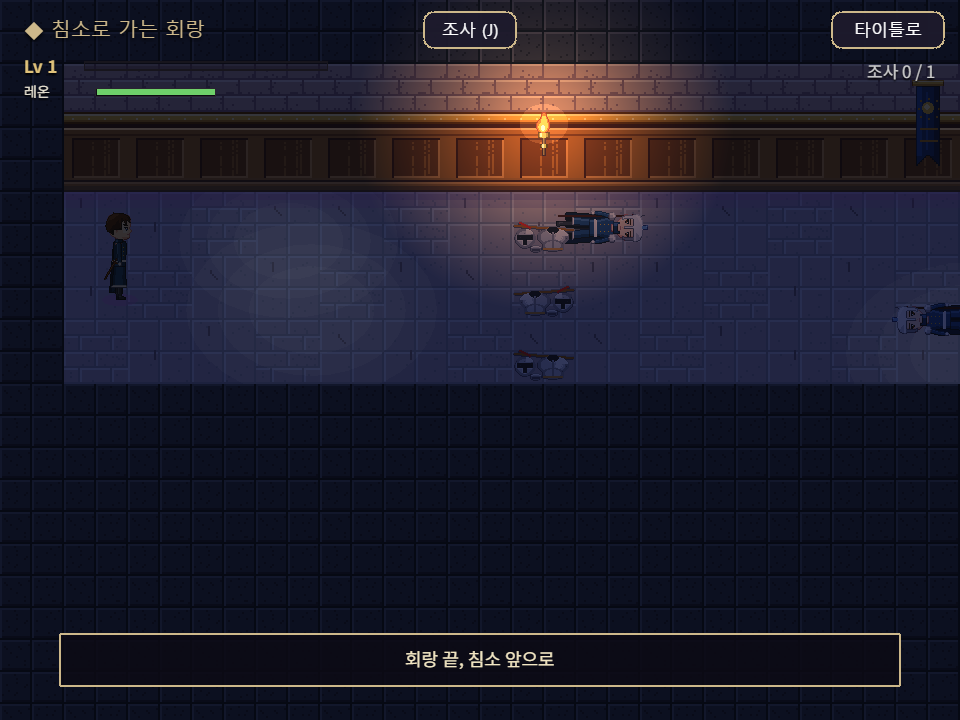 침소로 가는 회랑
조사 (J)
타이틀로
Lv 1
조사 0 / 1
레온
회랑 끝, 침소 앞으로